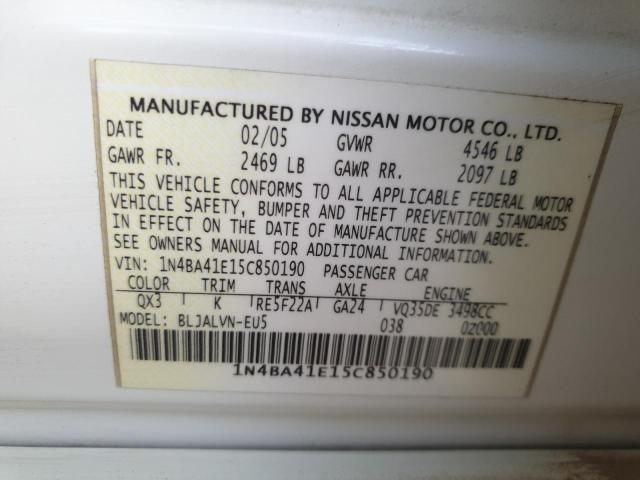 MANUFACTURED BY NISSAN MOTOR CO., LTD.
DATE 02/05 GVWR 4546 LB
GAWR FR. 2469 LB GAWR RR. 2097 LB
THIS VEHICLE CONFORMS TO ALL APPLICABLE FEDERAL MOTOR
VEHICLE SAFETY, BUMPER AND THEFT PREVENTION STANDARDS
IN EFFECT ON THE DATE OF MANUFACTURE SHOWN ABOVE.
SEE OWNERS MANUAL FOR ADDITIONAL INFORMATION.
VIN: 1N4BA41E15C850190 PASSENGER CAR
COLOR TRIM TRANS AXLE ENGINE
QX3 K RE5F22A GA24 VQ35DE 3498CC
MODEL: BLJALVN-EU5 038 0Z000
1N4BA41E15C850190